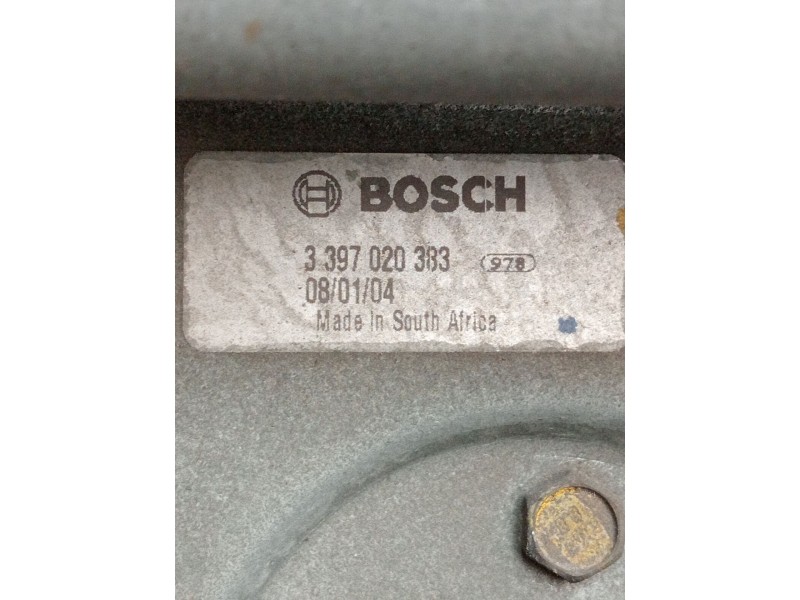 BOSCH
3 397 020 383 978
08/01/04
Made in South Africa